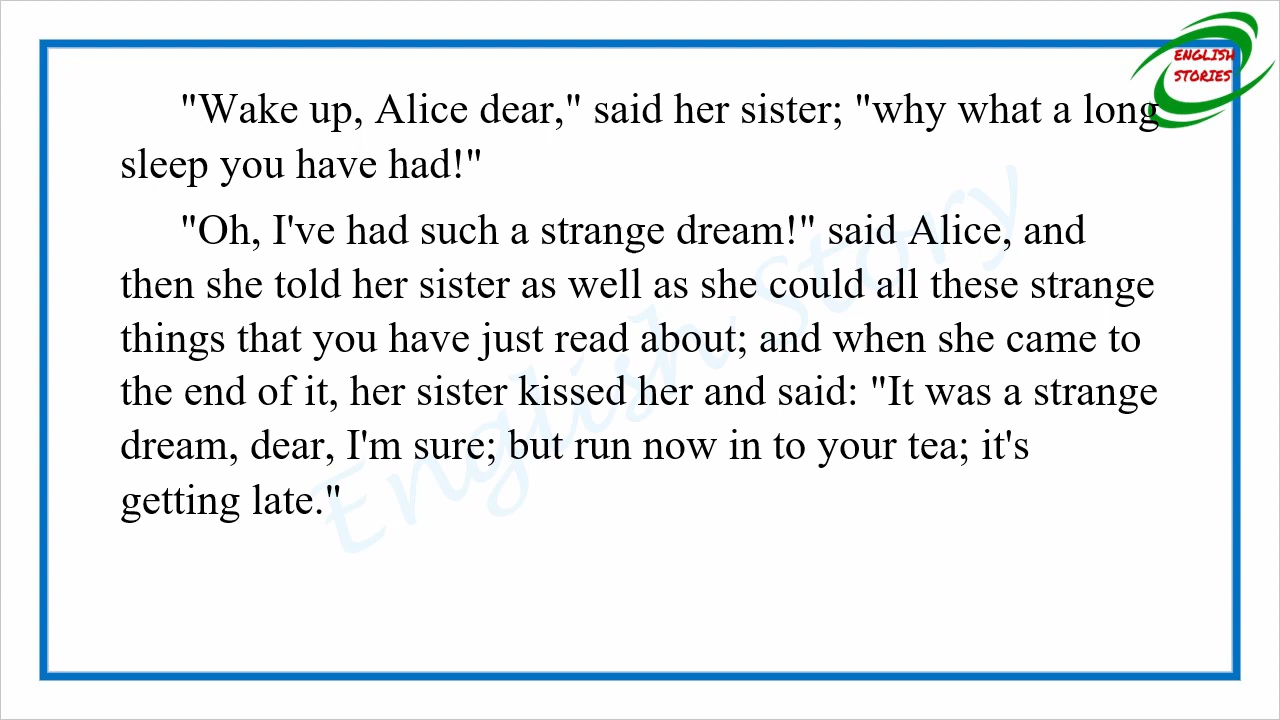 ENGLISH
STORIES
"Wake up, Alice dear," said her sister; "why what a long
sleep you have had!"
"Oh, I've had such a strange dream!" said Alice, and
then she told her sister as well as she could all these strange
things that you have just read about; and when she came to
the end of it, her sister kissed her and said: "It was a strange
dream, dear, I'm sure; but run now in to your tea; it's
getting late."
English Story